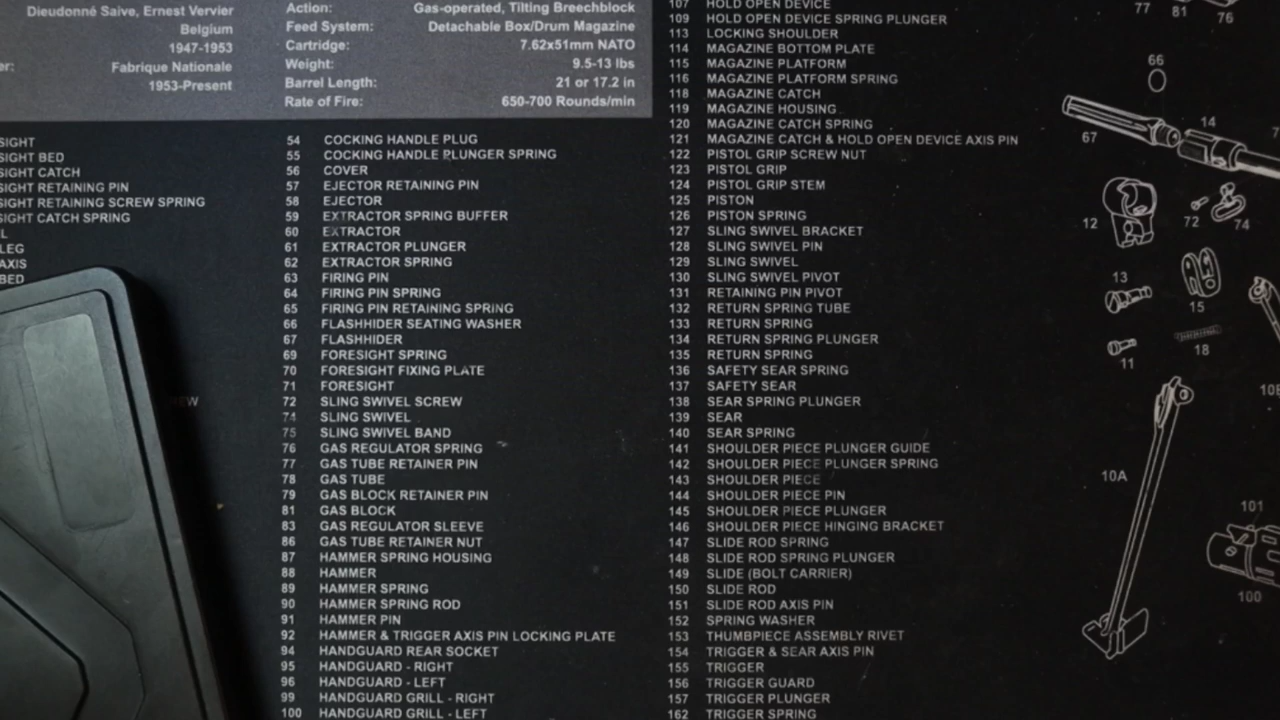 Dieudonné Saive, Ernest Vervier
Belgium
1947-1953
er: Fabrique Nationale
1953-Present
Action: Gas-operated, Tilting Breechblock
Feed System: Detachable Box/Drum Magazine
Cartridge: 7.62x51mm NATO
Weight: 9.5-13 lbs
Barrel Length: 21 or 17.2 in
Rate of Fire: 650-700 Rounds/min
SIGHT
SIGHT BED
SIGHT CATCH
SIGHT RETAINING PIN
SIGHT RETAINING SCREW SPRING
SIGHT CATCH SPRING
L
LEG
AXIS
BED
REW
54 COCKING HANDLE PLUG
55 COCKING HANDLE PLUNGER SPRING
56 COVER
57 EJECTOR RETAINING PIN
58 EJECTOR
59 EXTRACTOR SPRING BUFFER
60 EXTRACTOR
61 EXTRACTOR PLUNGER
62 EXTRACTOR SPRING
63 FIRING PIN
64 FIRING PIN SPRING
65 FIRING PIN RETAINING SPRING
66 FLASHHIDER SEATING WASHER
67 FLASHHIDER
69 FORESIGHT SPRING
70 FORESIGHT FIXING PLATE
71 FORESIGHT
72 SLING SWIVEL SCREW
74 SLING SWIVEL
75 SLING SWIVEL BAND
76 GAS REGULATOR SPRING
77 GAS TUBE RETAINER PIN
78 GAS TUBE
79 GAS BLOCK RETAINER PIN
81 GAS BLOCK
83 GAS REGULATOR SLEEVE
86 GAS TUBE RETAINER NUT
87 HAMMER SPRING HOUSING
88 HAMMER
89 HAMMER SPRING
90 HAMMER SPRING ROD
91 HAMMER PIN
92 HAMMER & TRIGGER AXIS PIN LOCKING PLATE
94 HANDGUARD REAR SOCKET
95 HANDGUARD - RIGHT
96 HANDGUARD - LEFT
99 HANDGUARD GRILL - RIGHT
100 HANDGUARD GRILL - LEFT
107 HOLD OPEN DEVICE
109 HOLD OPEN DEVICE SPRING PLUNGER
113 LOCKING SHOULDER
114 MAGAZINE BOTTOM PLATE
115 MAGAZINE PLATFORM
116 MAGAZINE PLATFORM SPRING
118 MAGAZINE CATCH
119 MAGAZINE HOUSING
120 MAGAZINE CATCH SPRING
121 MAGAZINE CATCH & HOLD OPEN DEVICE AXIS PIN
122 PISTOL GRIP SCREW NUT
123 PISTOL GRIP
124 PISTOL GRIP STEM
125 PISTON
126 PISTON SPRING
127 SLING SWIVEL BRACKET
128 SLING SWIVEL PIN
129 SLING SWIVEL
130 SLING SWIVEL PIVOT
131 RETAINING PIN PIVOT
132 RETURN SPRING TUBE
133 RETURN SPRING
134 RETURN SPRING PLUNGER
135 RETURN SPRING
136 SAFETY SEAR SPRING
137 SAFETY SEAR
138 SEAR SPRING PLUNGER
139 SEAR
140 SEAR SPRING
141 SHOULDER PIECE PLUNGER GUIDE
142 SHOULDER PIECE PLUNGER SPRING
143 SHOULDER PIECE
144 SHOULDER PIECE PIN
145 SHOULDER PIECE PLUNGER
146 SHOULDER PIECE HINGING BRACKET
147 SLIDE ROD SPRING
148 SLIDE ROD SPRING PLUNGER
149 SLIDE (BOLT CARRIER)
150 SLIDE ROD
151 SLIDE ROD AXIS PIN
152 SPRING WASHER
153 THUMBPIECE ASSEMBLY RIVET
154 TRIGGER & SEAR AXIS PIN
155 TRIGGER
156 TRIGGER GUARD
157 TRIGGER PLUNGER
162 TRIGGER SPRING
77 81 76
66
67 14 7
12 72 74
13 15
11 18
10B
10A
101
100